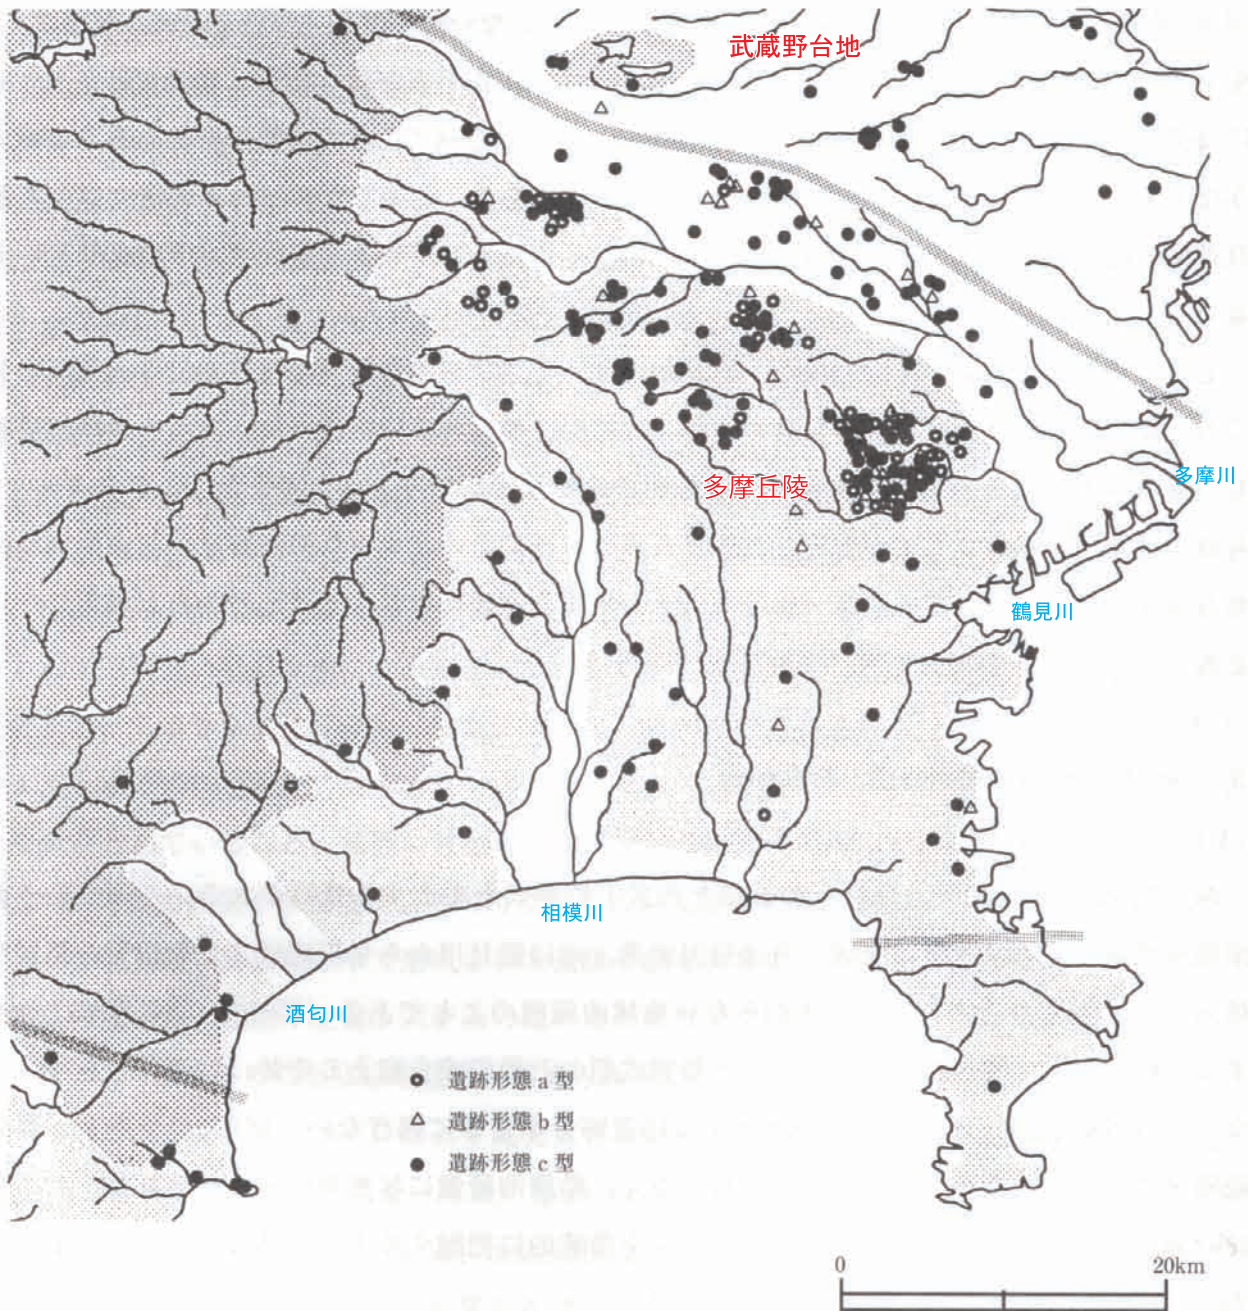 武蔵野台地
多摩川
多摩丘陵
鶴見川
相模川
酒匂川
遺跡形態 a 型
遺跡形態 b 型
遺跡形態 c 型
0 20km